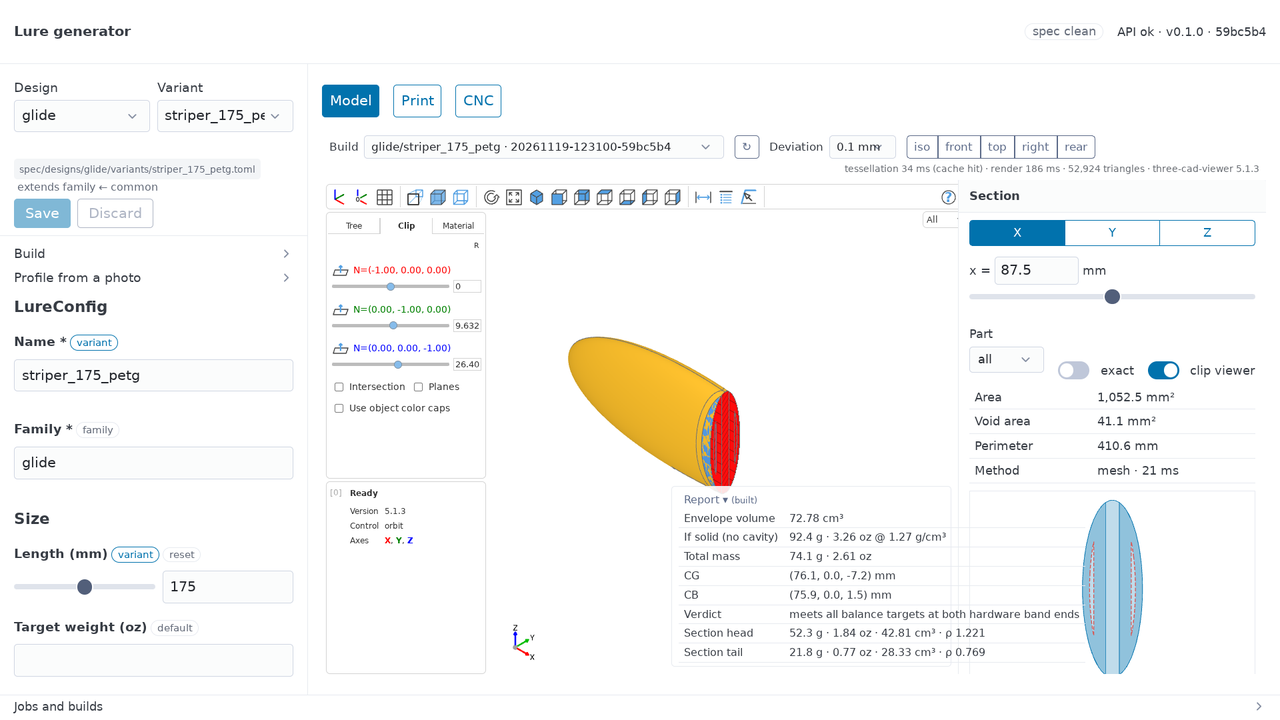 Lure generator
spec clean
API ok · v0.1.0 · 59bc5b4
Design
Variant
glide
striper_175_pe
spec/designs/glide/variants/striper_175_petg.toml
extends family ← common
Save
Discard
Build
Profile from a photo
LureConfig
Name * variant
striper_175_petg
Family * family
glide
Size
Length (mm) variant reset
175
Target weight (oz) default
Model
Print
CNC
Build
glide/striper_175_petg · 20261119-123100-59bc5b4
↻
Deviation
0.1 mm
iso
front
top
right
rear
tessellation 34 ms (cache hit) · render 186 ms · 52,924 triangles · three-cad-viewer 5.1.3
Tree
Clip
Material
R
N=(-1.00, 0.00, 0.00)
0
N=(0.00, -1.00, 0.00)
9.632
N=(0.00, 0.00, -1.00)
26.40
Intersection
Planes
Use object color caps
[0] Ready
Version 5.1.3
Control orbit
Axes X, Y, Z
All
Z
Y
X
Report ▾ (built)
Envelope volume 72.78 cm³
If solid (no cavity) 92.4 g · 3.26 oz @ 1.27 g/cm³
Total mass 74.1 g · 2.61 oz
CG (76.1, 0.0, -7.2) mm
CB (75.9, 0.0, 1.5) mm
Verdict meets all balance targets at both hardware band ends
Section head 52.3 g · 1.84 oz · 42.81 cm³ · ρ 1.221
Section tail 21.8 g · 0.77 oz · 28.33 cm³ · ρ 0.769
Section
X
Y
Z
x = 87.5 mm
Part
all
exact
clip viewer
Area 1,052.5 mm²
Void area 41.1 mm²
Perimeter 410.6 mm
Method mesh · 21 ms
Jobs and builds